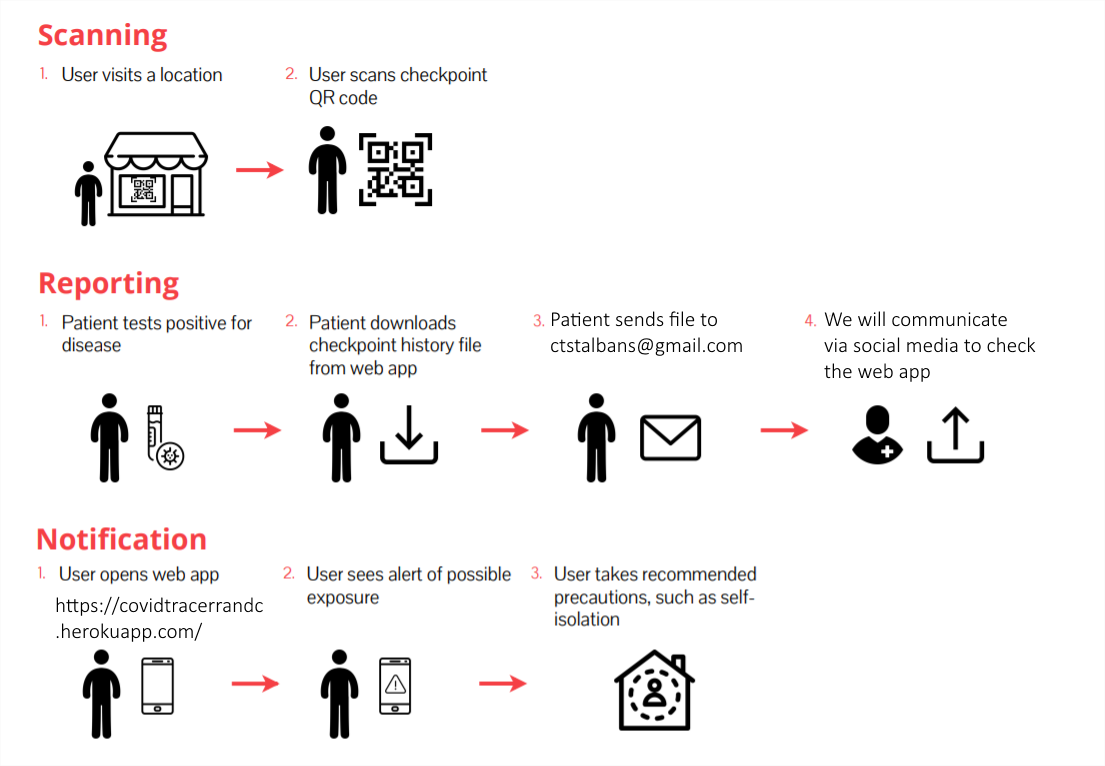 Scanning
1. User visits a location
2. User scans checkpoint
QR code
Reporting
1. Patient tests positive for
disease
2. Patient downloads
checkpoint history file
from web app
3. Patient sends file to
ctstalbans@gmail.com
4. We will communicate
via social media to check
the web app
Notification
1. User opens web app
https://covidtracerrandc
.herokuapp.com/
2. User sees alert of possible
exposure
3. User takes recommended
precautions, such as self-
isolation